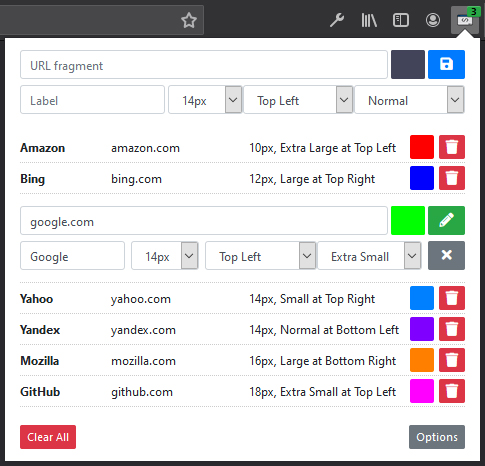 3
URL fragment
Label 14px Top Left Normal
Amazon amazon.com 10px, Extra Large at Top Left
Bing bing.com 12px, Large at Top Right
google.com
Google 14px Top Left Extra Small
Yahoo yahoo.com 14px, Small at Top Right
Yandex yandex.com 14px, Normal at Bottom Left
Mozilla mozilla.com 16px, Large at Bottom Right
GitHub github.com 18px, Extra Small at Top Left
Clear All Options